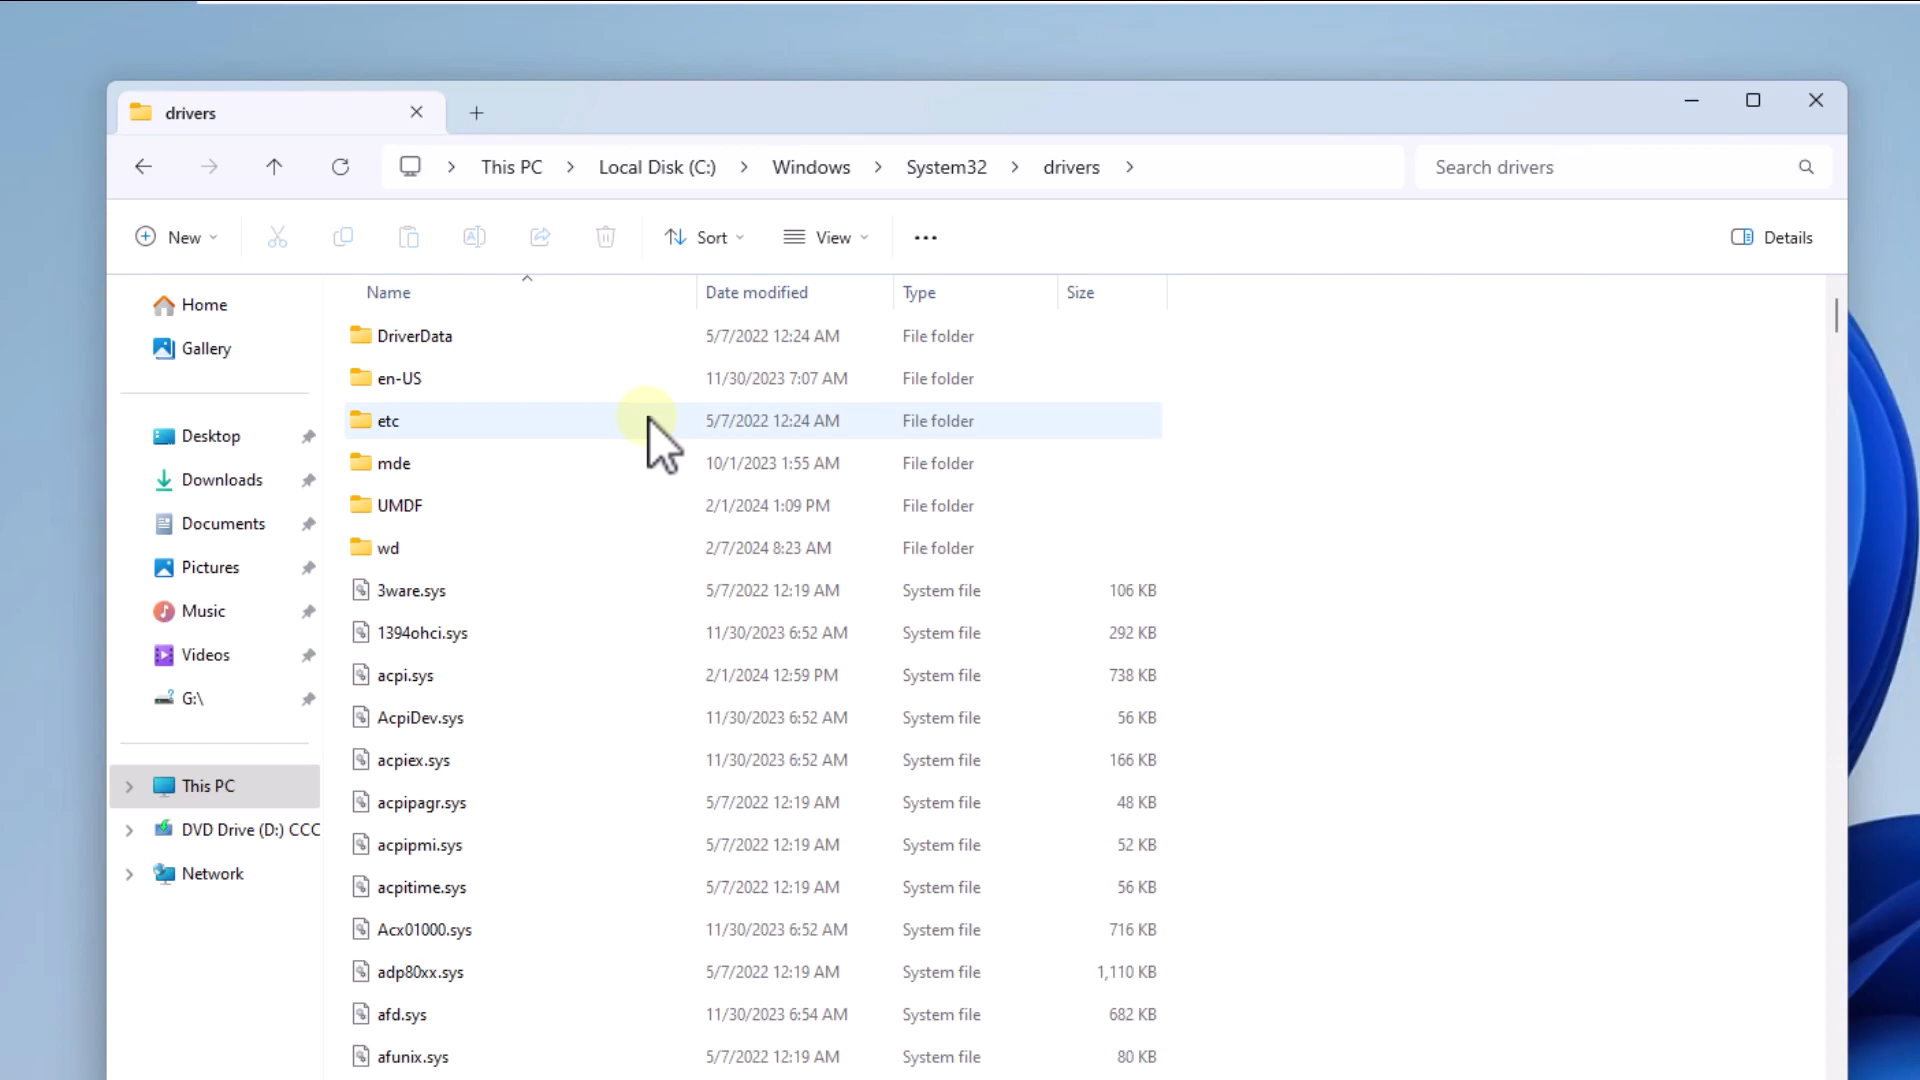 drivers
This PC > Local Disk (C:) > Windows > System32 > drivers >
Search drivers
New
Sort
View
Details
Home
Gallery
Desktop
Downloads
Documents
Pictures
Music
Videos
G:\
This PC
DVD Drive (D:) CCC
Network
Name Date modified Type Size
DriverData 5/7/2022 12:24 AM File folder
en-US 11/30/2023 7:07 AM File folder
etc 5/7/2022 12:24 AM File folder
mde 10/1/2023 1:55 AM File folder
UMDF 2/1/2024 1:09 PM File folder
wd 2/7/2024 8:23 AM File folder
3ware.sys 5/7/2022 12:19 AM System file 106 KB
1394ohci.sys 11/30/2023 6:52 AM System file 292 KB
acpi.sys 2/1/2024 12:59 PM System file 738 KB
AcpiDev.sys 11/30/2023 6:52 AM System file 56 KB
acpiex.sys 11/30/2023 6:52 AM System file 166 KB
acpipagr.sys 5/7/2022 12:19 AM System file 48 KB
acpipmi.sys 5/7/2022 12:19 AM System file 52 KB
acpitime.sys 5/7/2022 12:19 AM System file 56 KB
Acx01000.sys 11/30/2023 6:52 AM System file 716 KB
adp80xx.sys 5/7/2022 12:19 AM System file 1,110 KB
afd.sys 11/30/2023 6:54 AM System file 682 KB
afunix.sys 5/7/2022 12:19 AM System file 80 KB